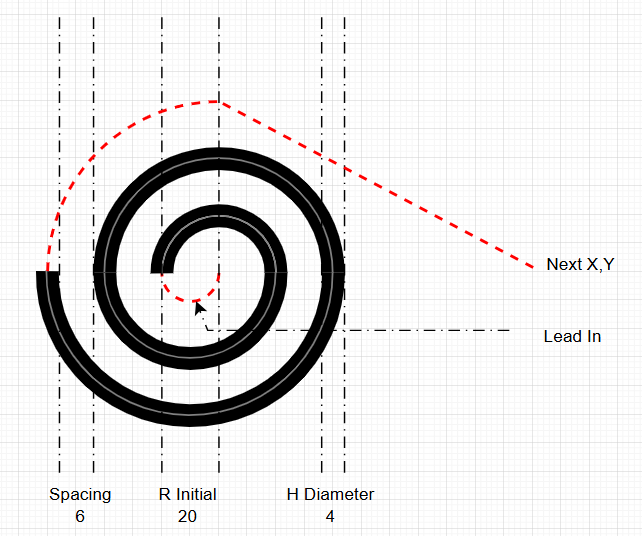 Next X,Y
Lead In
Spacing R Initial H Diameter
6 20 4